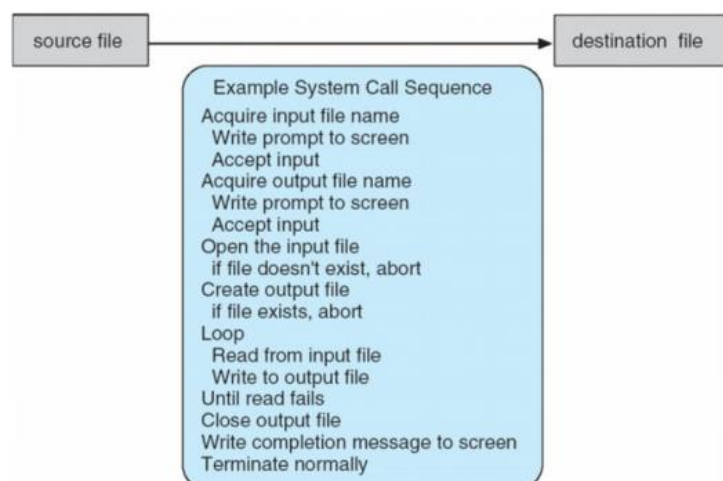 source file
destination file
Example System Call Sequence
Acquire input file name
Write prompt to screen
Accept input
Acquire output file name
Write prompt to screen
Accept input
Open the input file
if file doesn't exist, abort
Create output file
if file exists, abort
Loop
Read from input file
Write to output file
Until read fails
Close output file
Write completion message to screen
Terminate normally